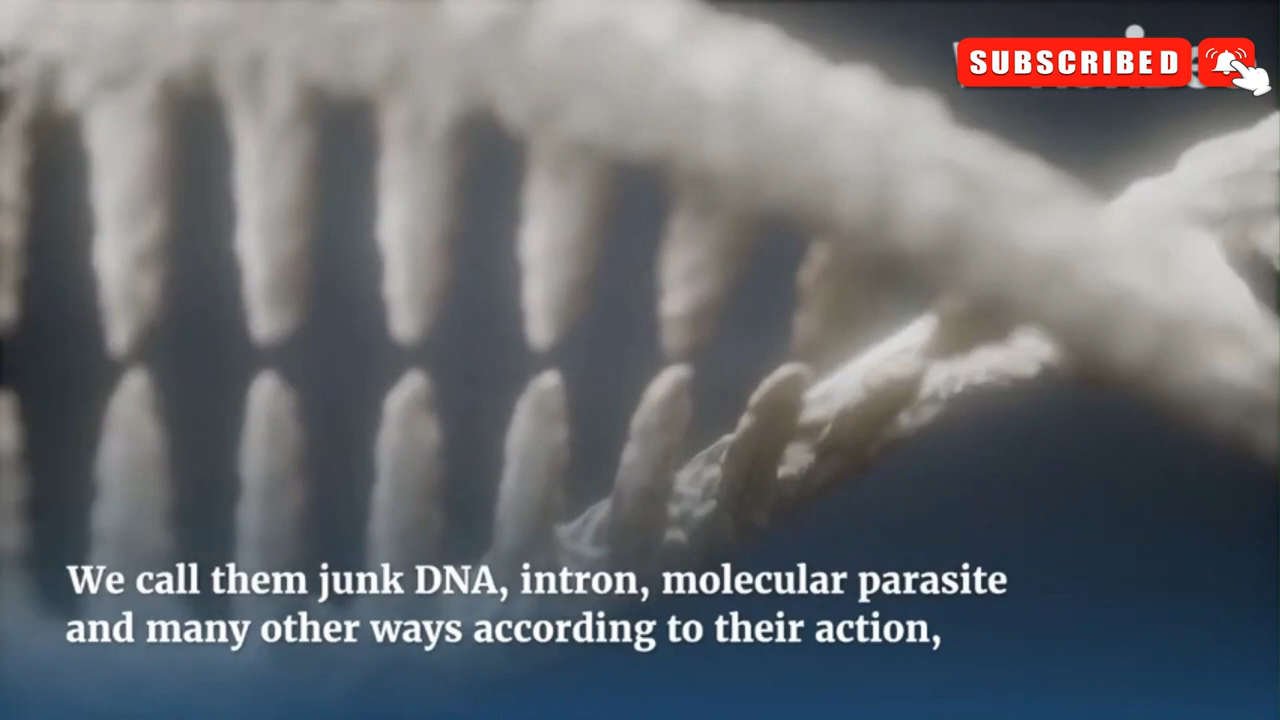 SUBSCRIBED
We call them junk DNA, intron, molecular parasite
and many other ways according to their action,